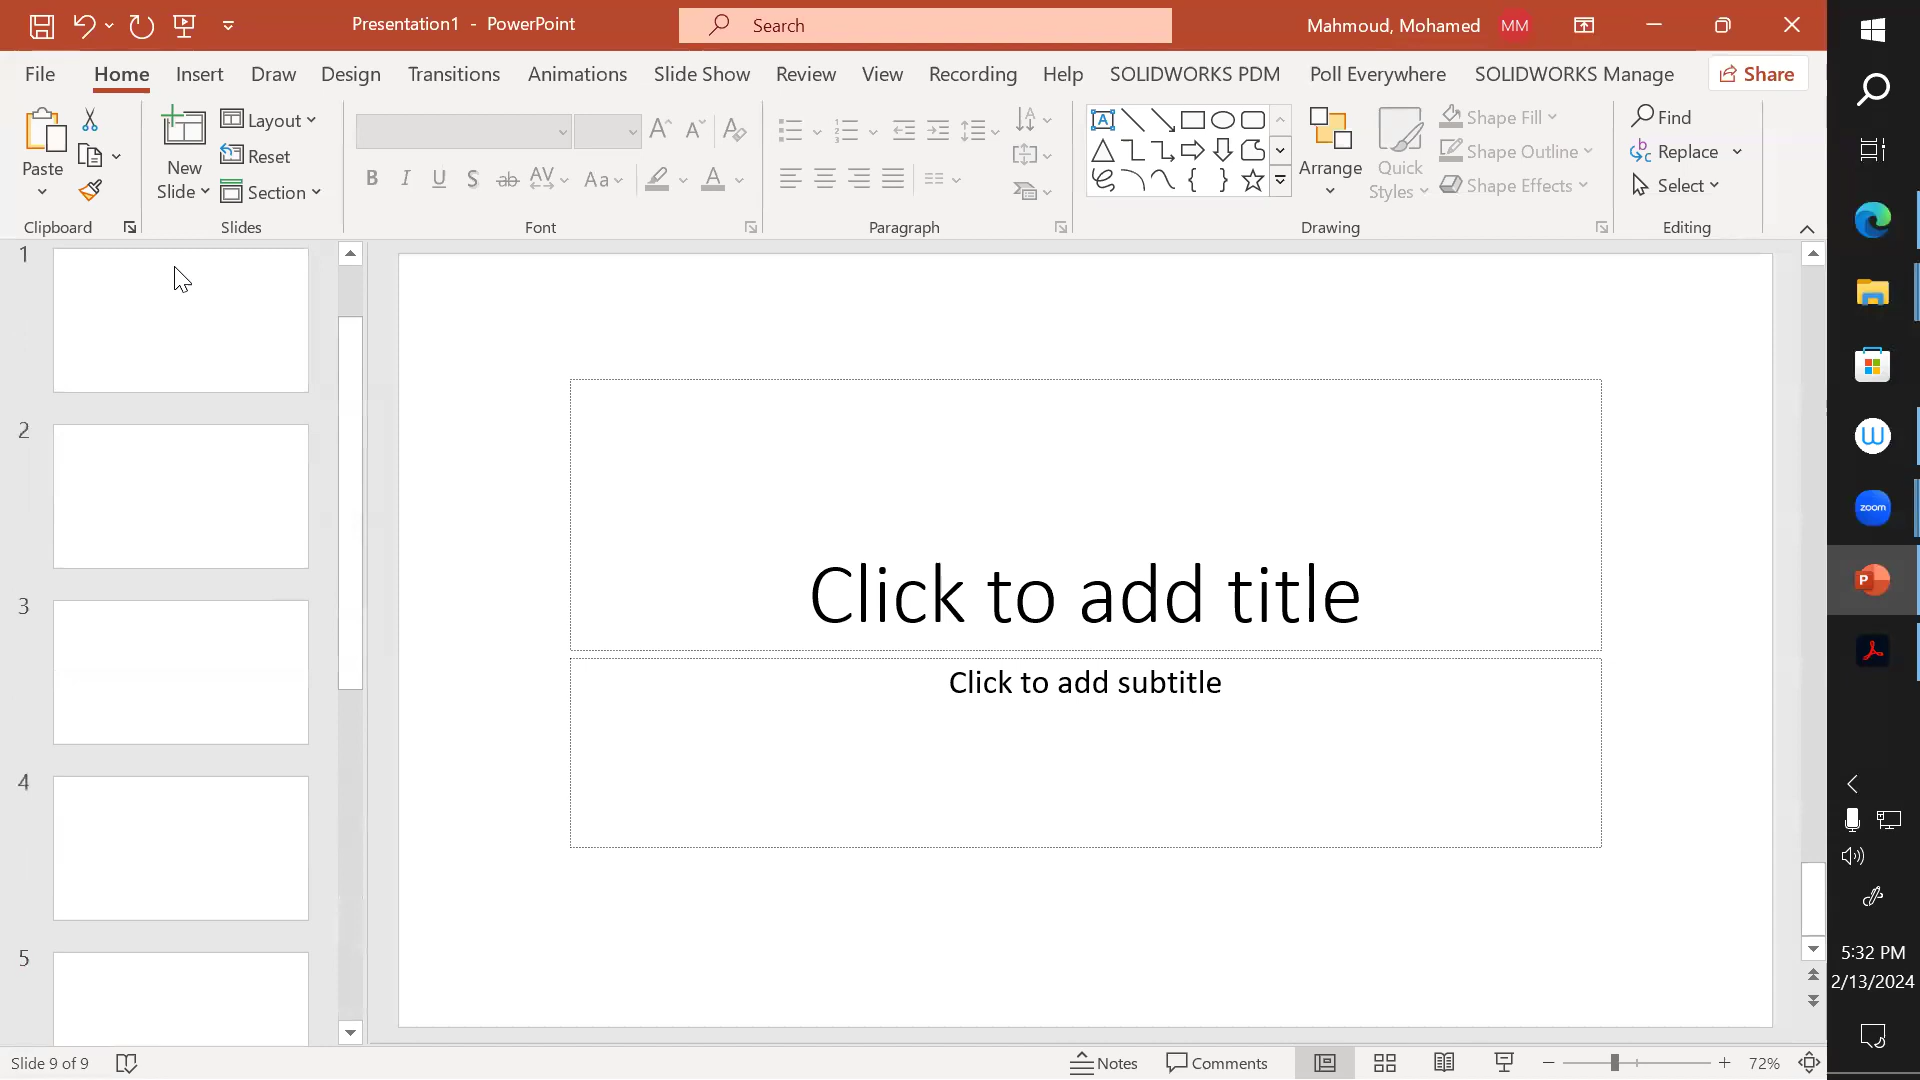 Presentation1 - PowerPoint
Search
Mahmoud, Mohamed MM
File Home Insert Draw Design Transitions Animations Slide Show Review View Recording Help SOLIDWORKS PDM Poll Everywhere SOLIDWORKS Manage Share
Paste
New
Slide
Layout
Reset
Section
B I U S ab AV Aa A
Arrange
Quick
Styles
Shape Fill
Shape Outline
Shape Effects
Find
Replace
Select
Clipboard Slides Font Paragraph Drawing Editing
1
2
3
4
5
Click to add title
Click to add subtitle
zoom
5:32 PM
2/13/2024
Slide 9 of 9
Notes Comments 72%